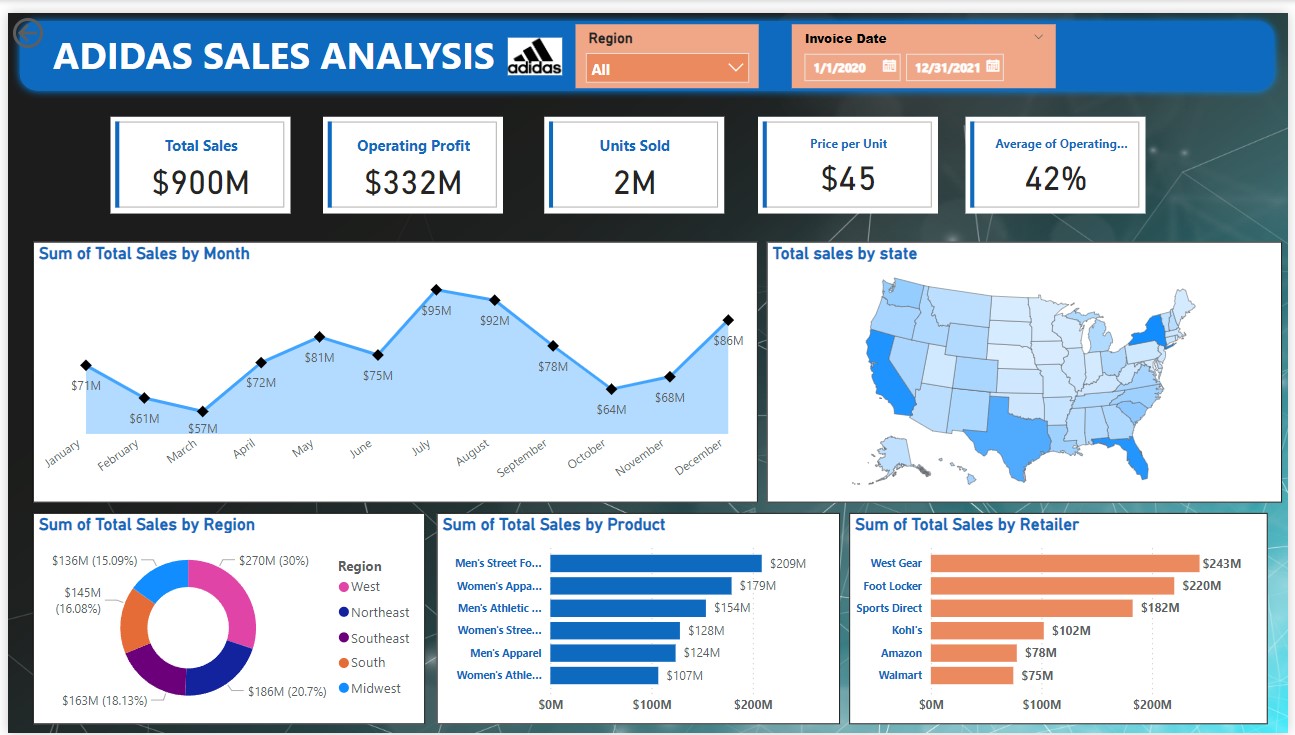 ADIDAS SALES ANALYSIS
adidas
Region
All
Invoice Date
1/1/2020
12/31/2021
Total Sales
$900M
Operating Profit
$332M
Units Sold
2M
Price per Unit
$45
Average of Operating...
42%
Sum of Total Sales by Month
$71M
$61M
$57M
$72M
$81M
$75M
$95M
$92M
$78M
$64M
$68M
$86M
January
February
March
April
May
June
July
August
September
October
November
December
Total sales by state
Sum of Total Sales by Region
$136M (15.09%)
$270M (30%)
$145M
(16.08%)
$163M (18.13%)
$186M (20.7%)
Region
West
Northeast
Southeast
South
Midwest
Sum of Total Sales by Product
Men's Street Fo... $209M
Women's Appa... $179M
Men's Athletic ... $154M
Women's Stree... $128M
Men's Apparel $124M
Women's Athle... $107M
$0M $100M $200M
Sum of Total Sales by Retailer
West Gear $243M
Foot Locker $220M
Sports Direct $182M
Kohl's $102M
Amazon $78M
Walmart $75M
$0M $100M $200M